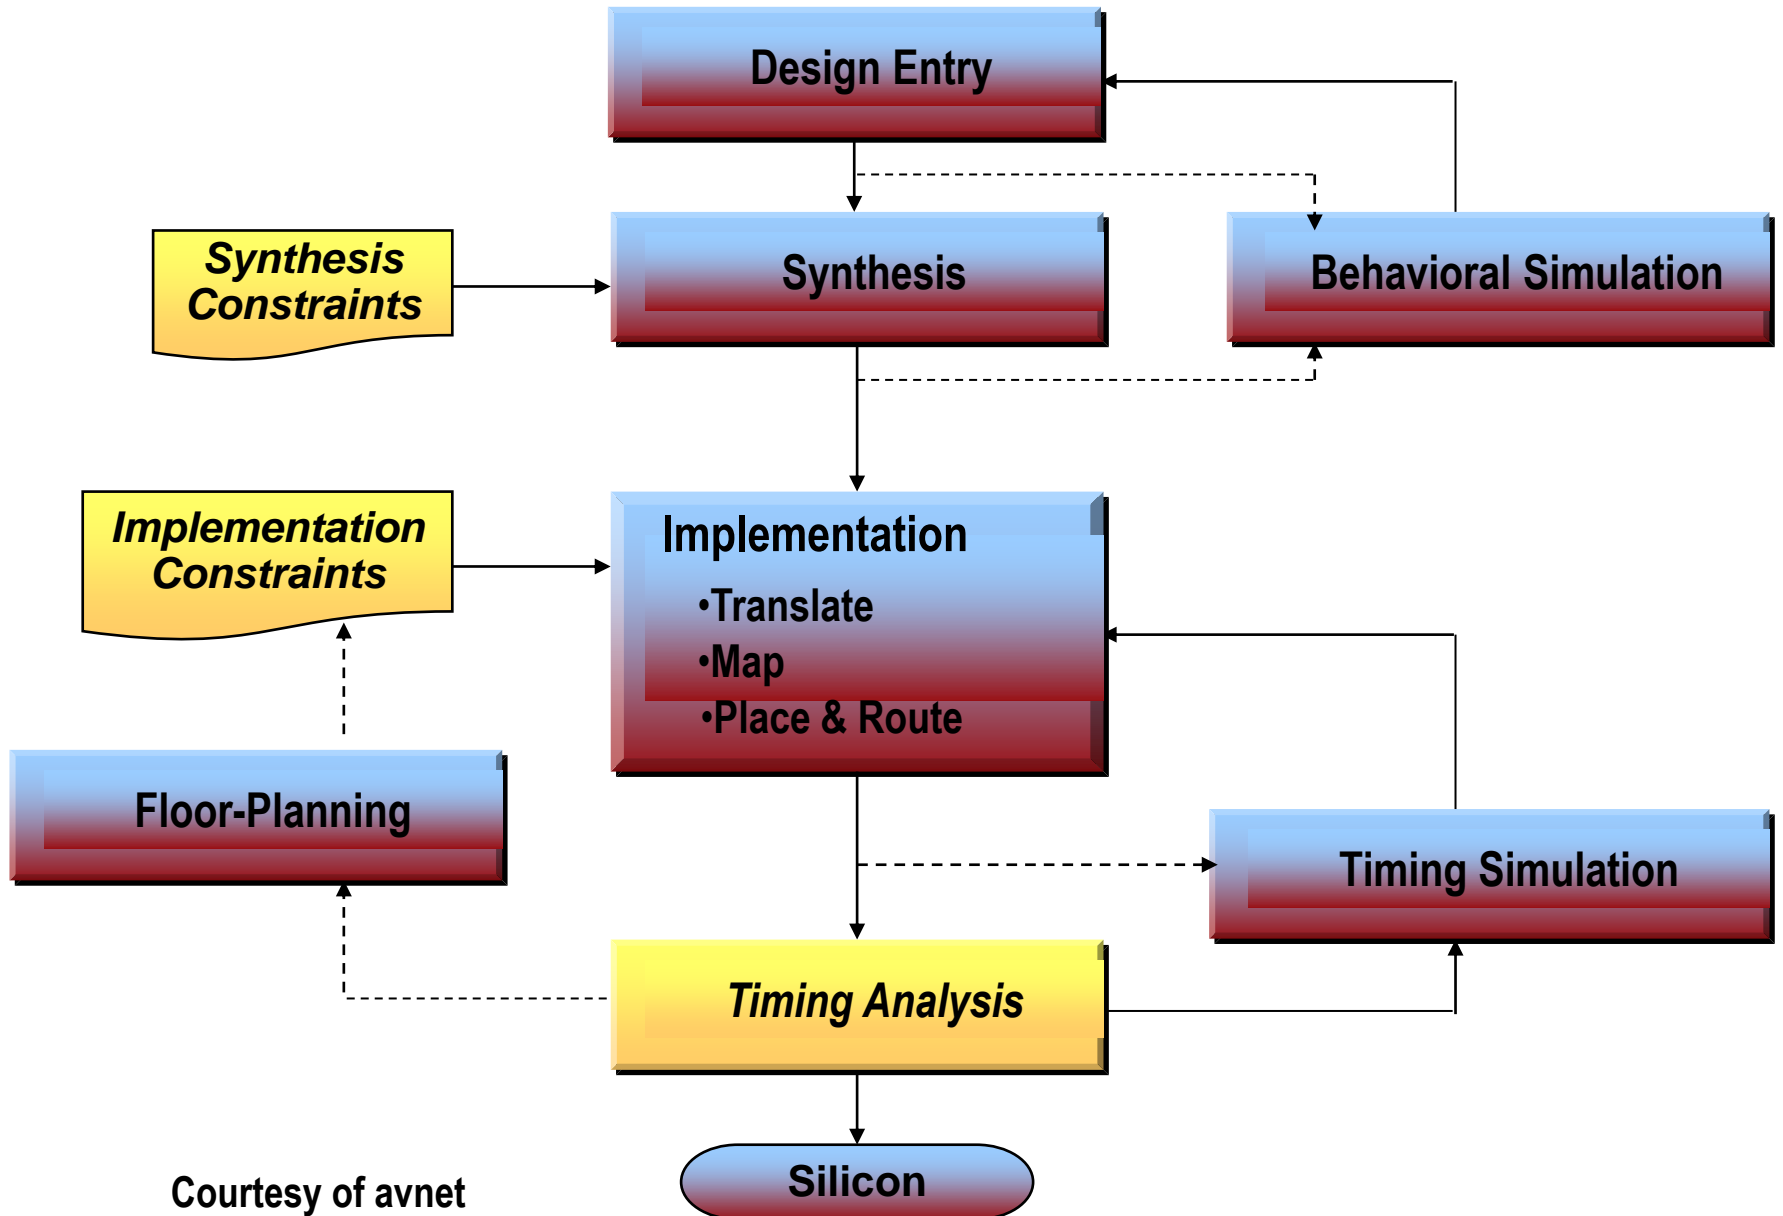 Design Entry
Synthesis
Constraints
Synthesis
Behavioral Simulation
Implementation
Constraints
Implementation
•Translate
•Map
•Place & Route
Floor-Planning
Timing Simulation
Timing Analysis
Silicon
Courtesy of avnet